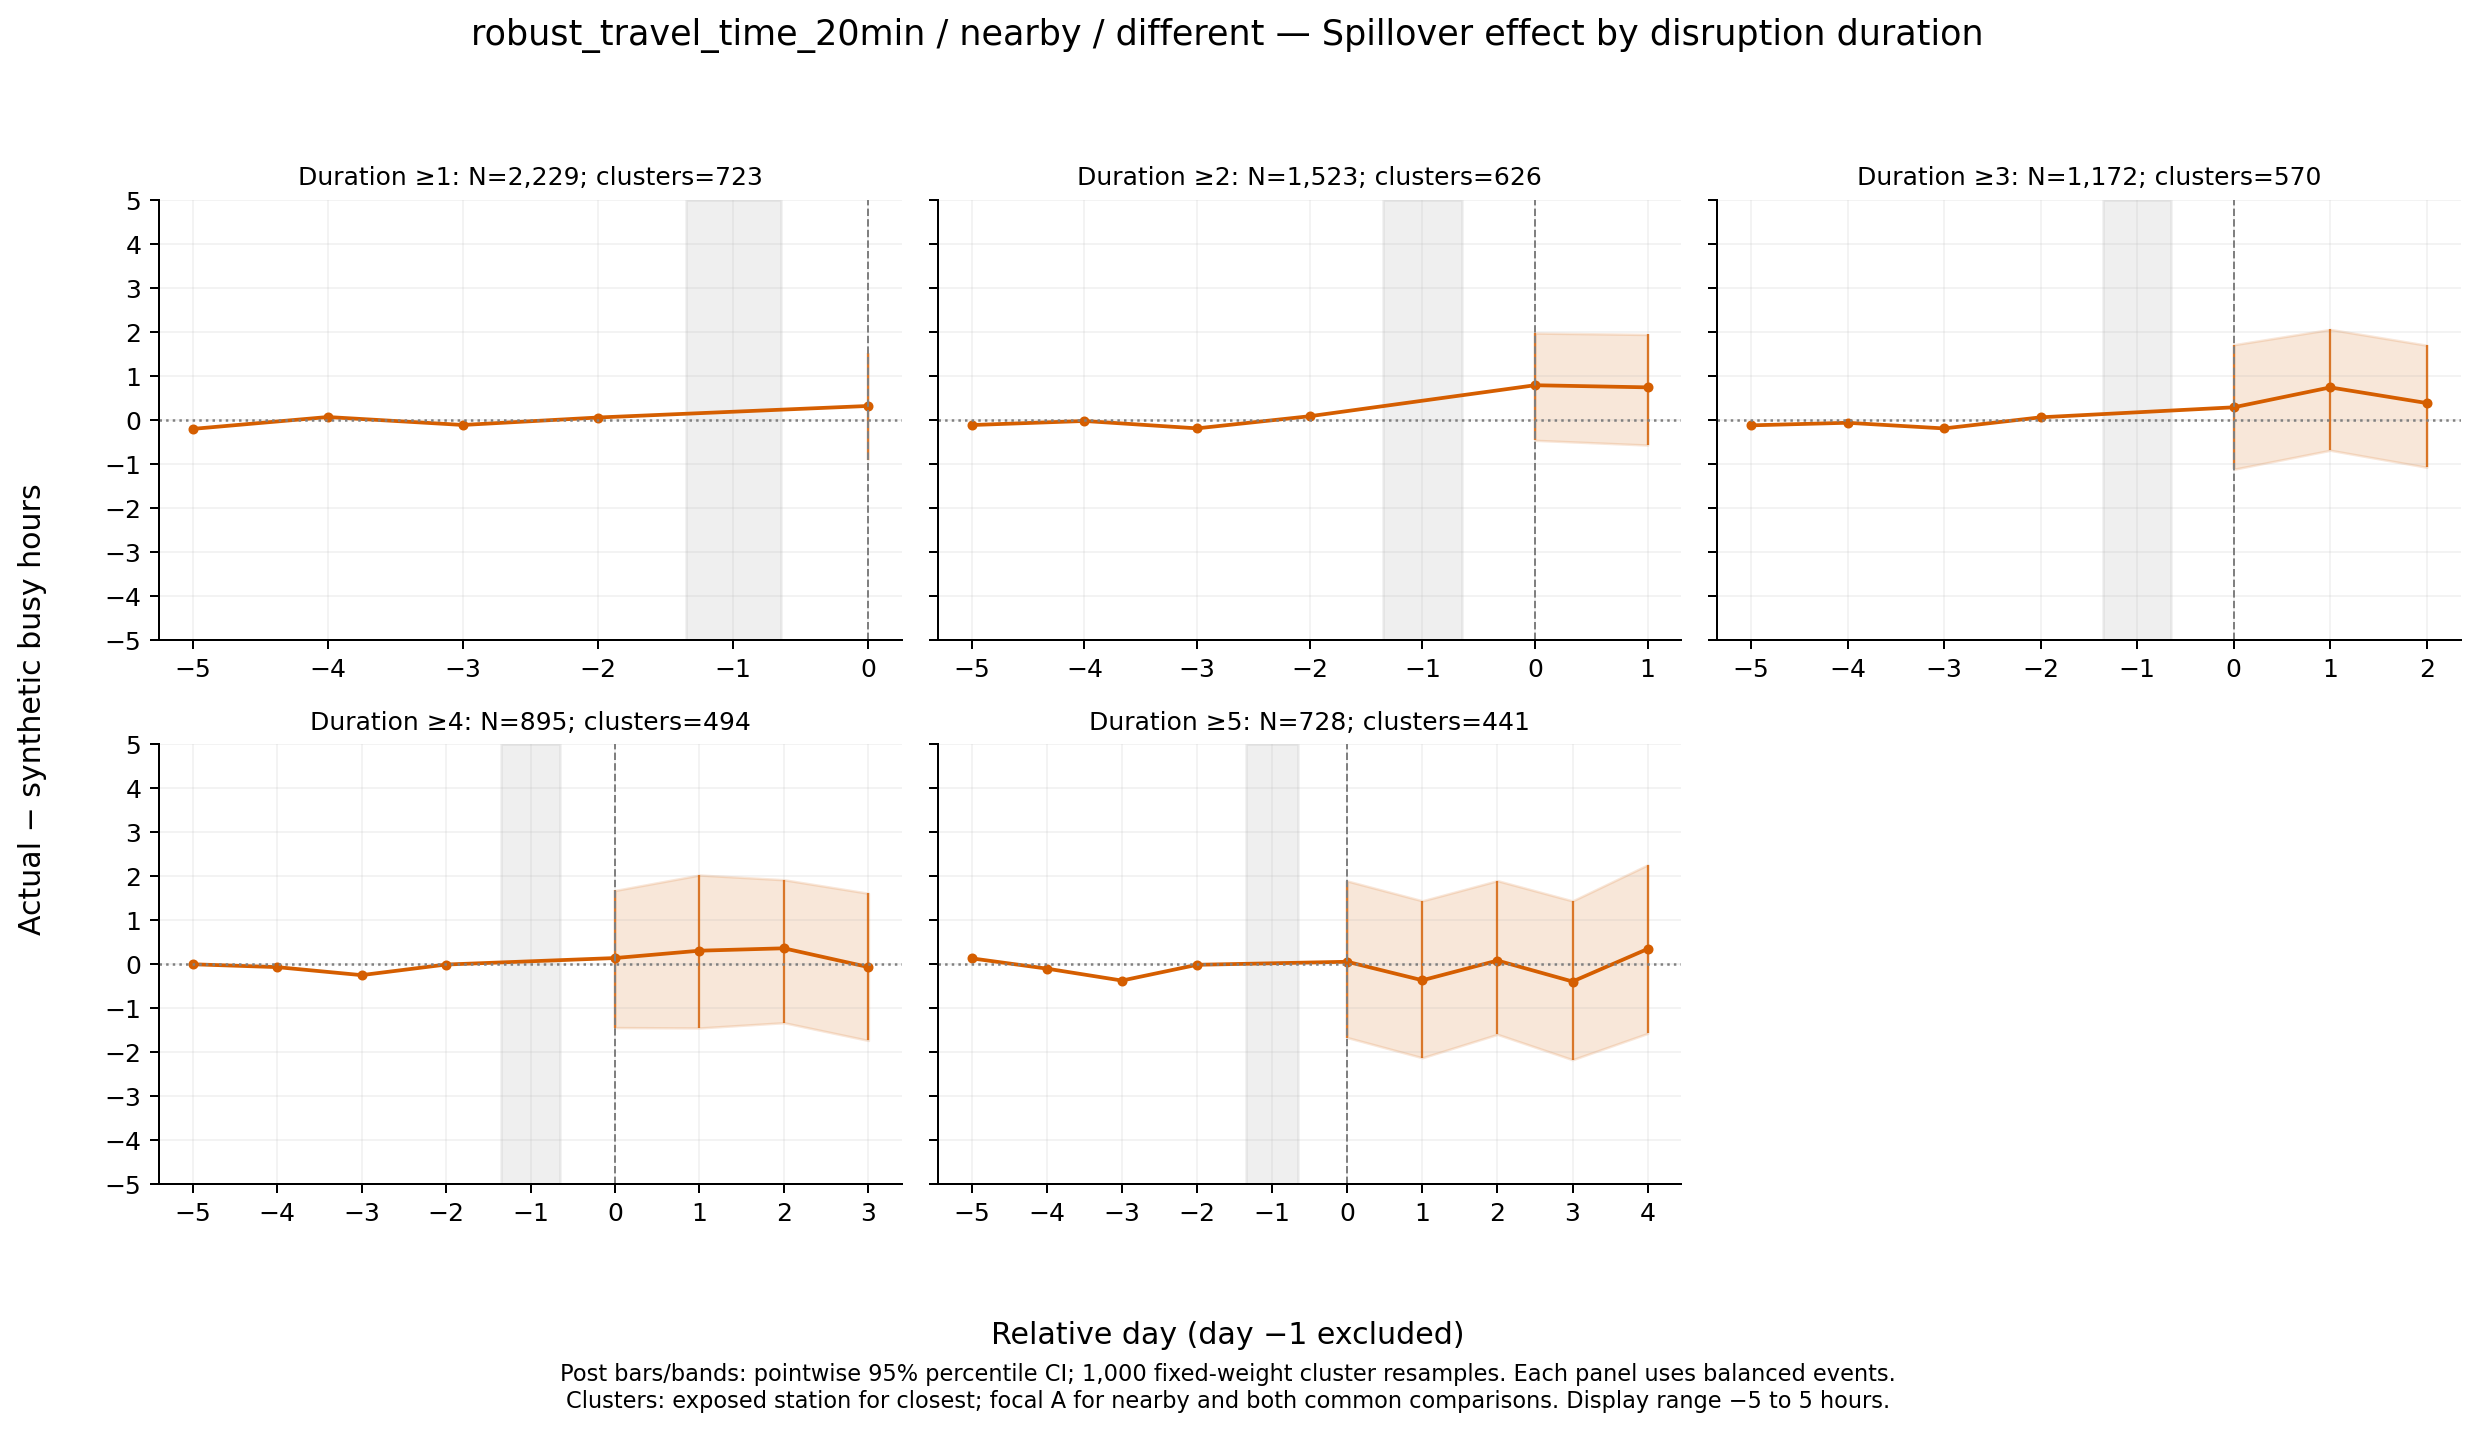 robust_travel_time_20min / nearby / different — Spillover effect by disruption duration
Duration ≥1: N=2,229; clusters=723
Duration ≥2: N=1,523; clusters=626
Duration ≥3: N=1,172; clusters=570
5
4
3
2
1
0
−1
−2
−3
−4
−5
−5 −4 −3 −2 −1 0
−5 −4 −3 −2 −1 0 1
−5 −4 −3 −2 −1 0 1 2
Actual − synthetic busy hours
Duration ≥4: N=895; clusters=494
Duration ≥5: N=728; clusters=441
5
4
3
2
1
0
−1
−2
−3
−4
−5
−5 −4 −3 −2 −1 0 1 2 3
−5 −4 −3 −2 −1 0 1 2 3 4
Relative day (day −1 excluded)
Post bars/bands: pointwise 95% percentile CI; 1,000 fixed-weight cluster resamples. Each panel uses balanced events.
Clusters: exposed station for closest; focal A for nearby and both common comparisons. Display range −5 to 5 hours.